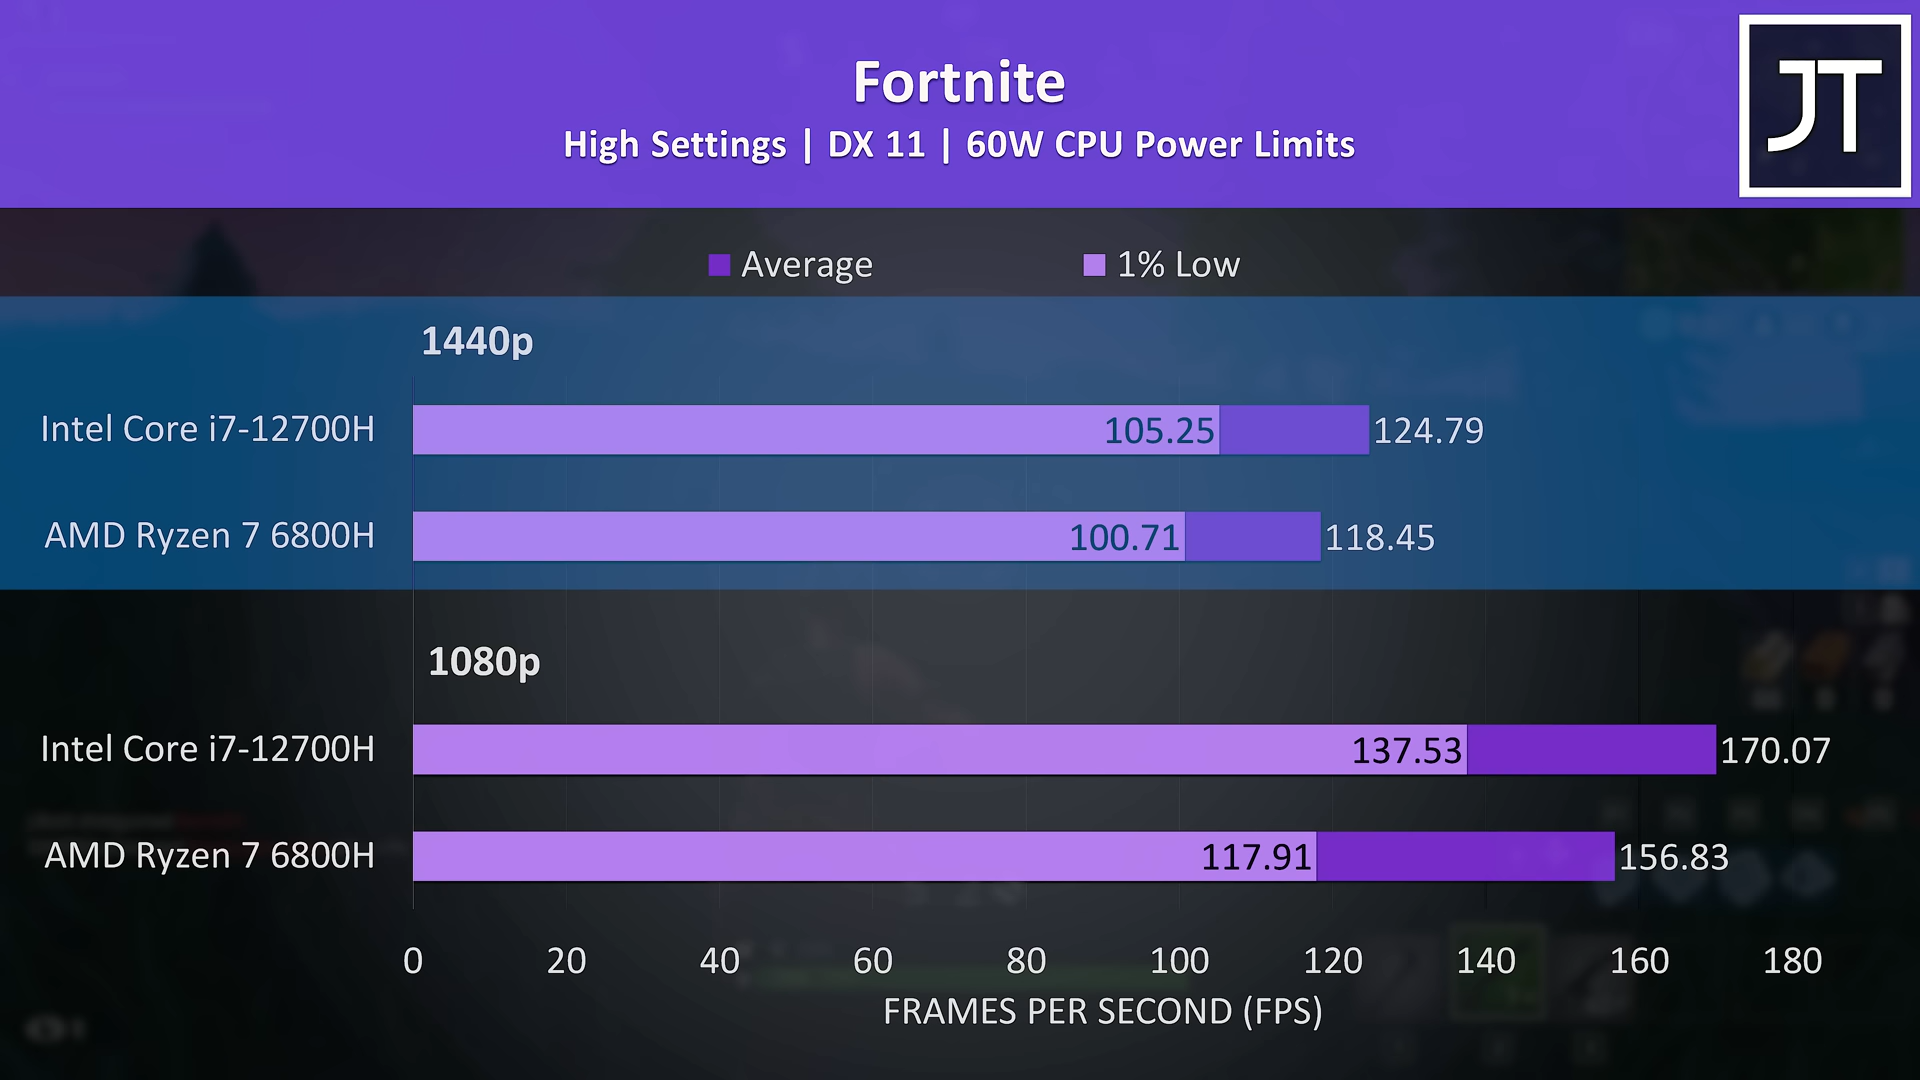 Fortnite
JT
High Settings | DX 11 | 60W CPU Power Limits
Average 1% Low
1440p
Intel Core i7-12700H 105.25 124.79
AMD Ryzen 7 6800H 100.71 118.45
1080p
Intel Core i7-12700H 137.53 170.07
AMD Ryzen 7 6800H 117.91 156.83
0 20 40 60 80 100 120 140 160 180
FRAMES PER SECOND (FPS)